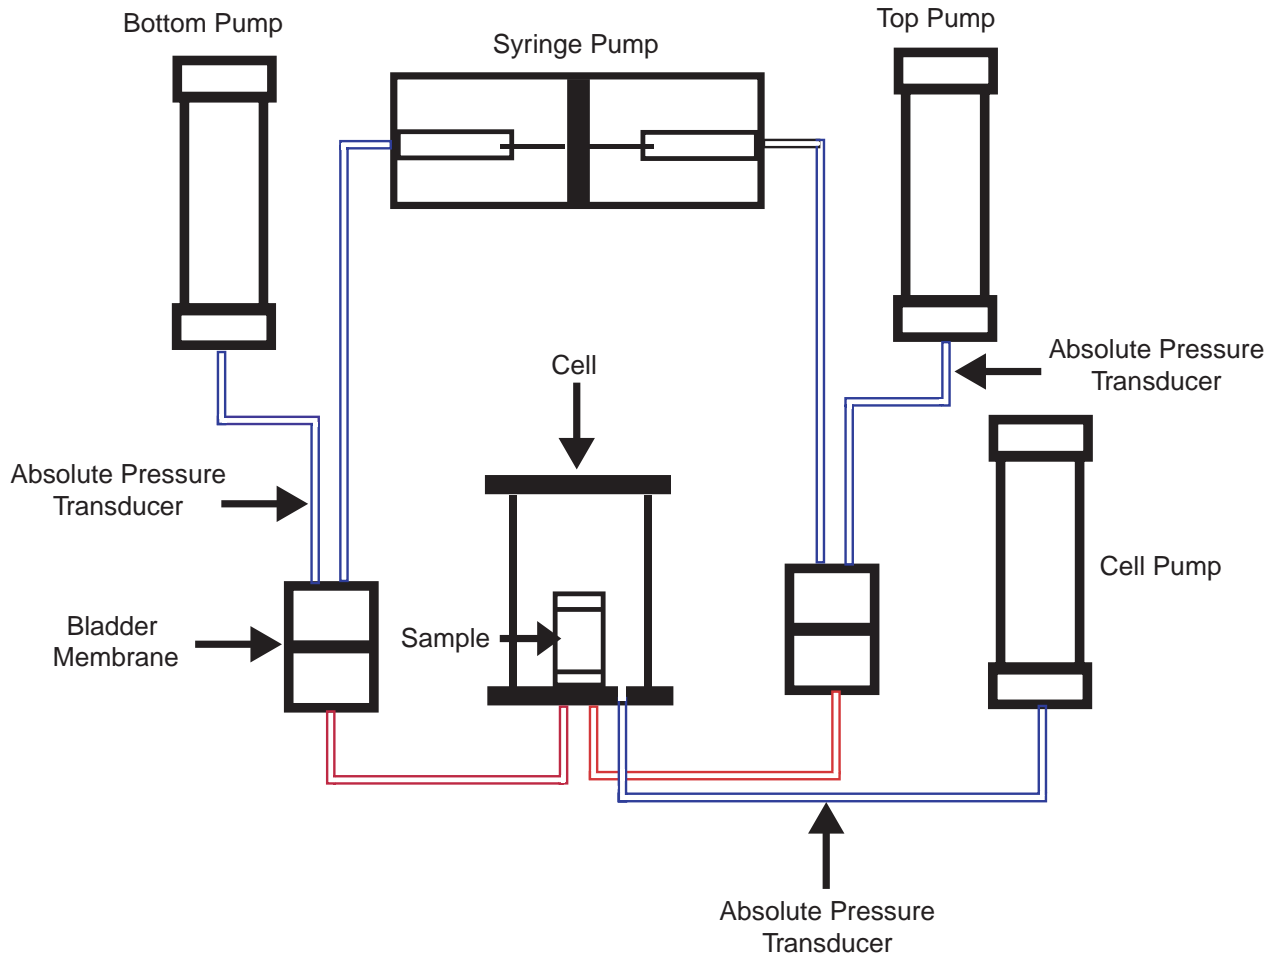 Bottom Pump
Syringe Pump
Top Pump
Absolute Pressure
Transducer
Cell
Absolute Pressure
Transducer
Cell Pump
Bladder
Membrane
Sample
Absolute Pressure
Transducer